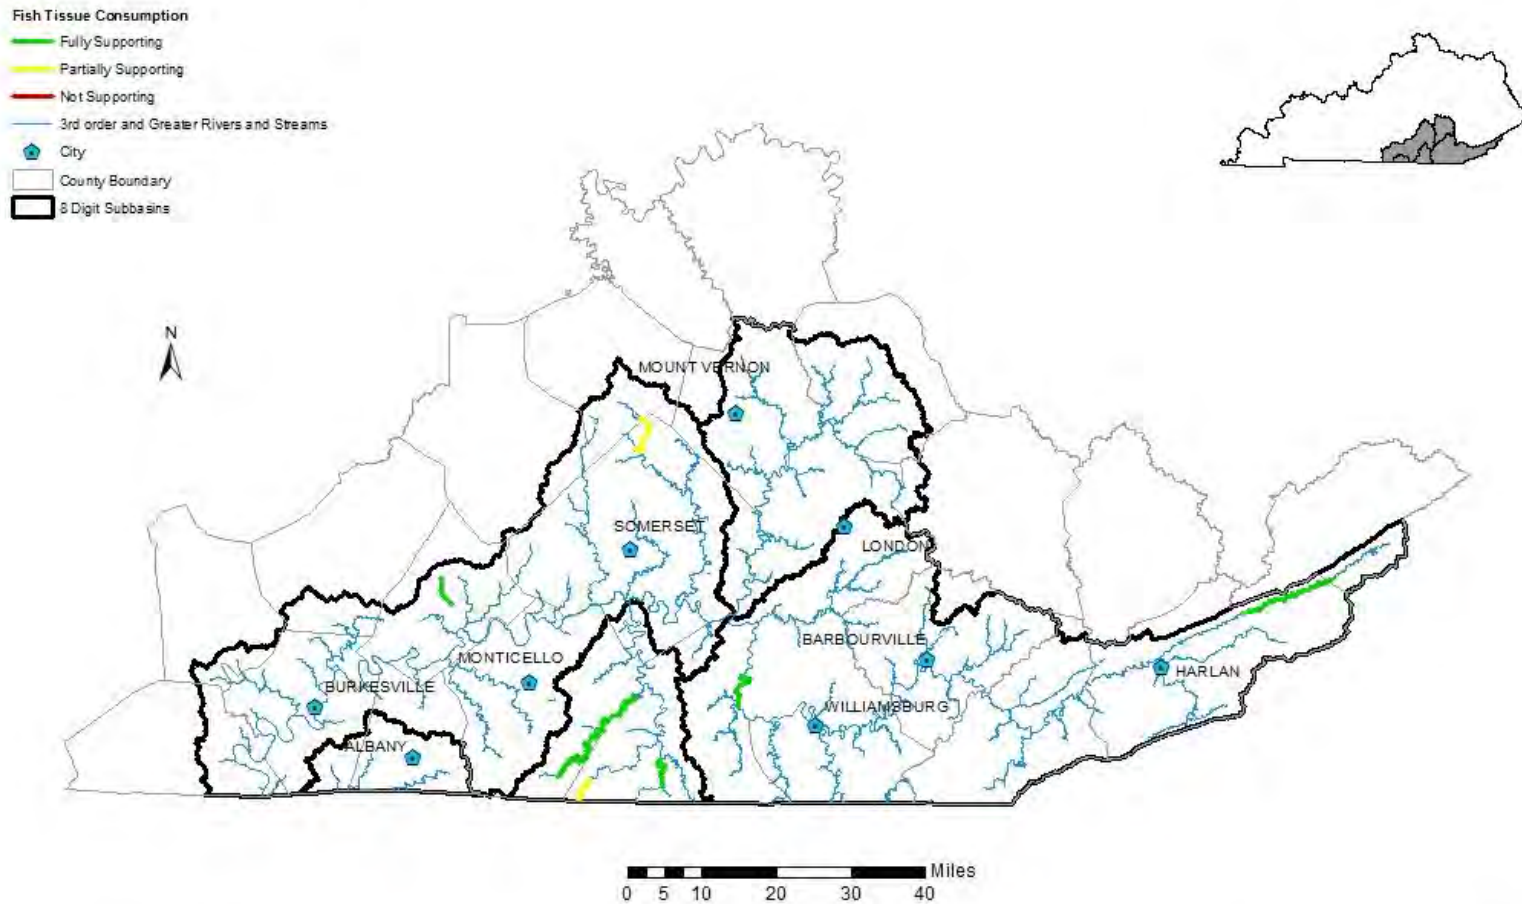 Fish Tissue Consumption
Fully Supporting
Partially Supporting
Not Supporting
3rd order and Greater Rivers and Streams
City
County Boundary
8 Digit Subbasins
N
MOUNT VERNON
SOMERSET
LONDON
BARBOURVILLE
MONTICELLO
HARLAN
BURKESVILLE
WILLIAMSBURG
ALBANY
Miles
0 5 10 20 30 40